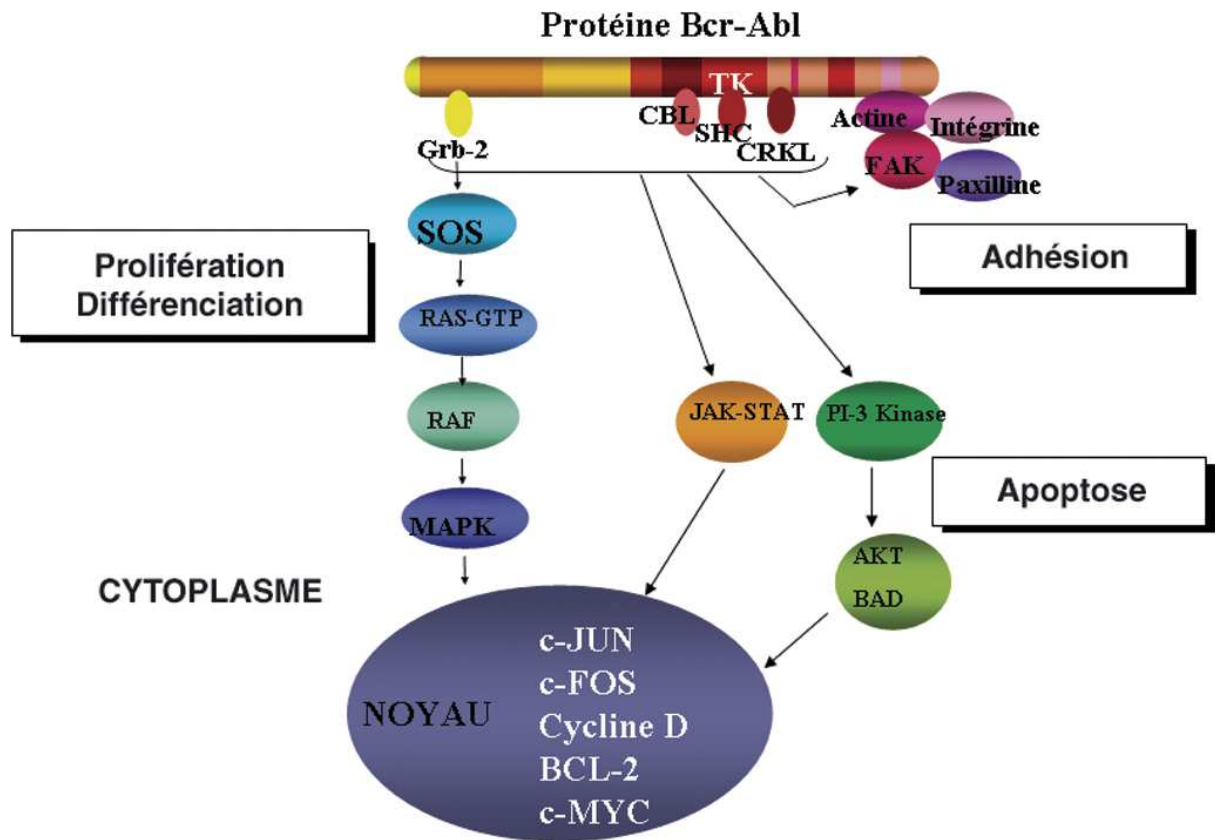 Protéine Bcr-Abl
TK
CBL
SHC
CRKL
Grb-2
Actine
Intégrine
FAK
Paxilline
SOS
Prolifération
Différenciation
Adhésion
RAS-GTP
RAF
JAK-STAT
PI-3 Kinase
Apoptose
MAPK
AKT
BAD
CYTOPLASME
NOYAU
c-JUN
c-FOS
Cycline D
BCL-2
c-MYC